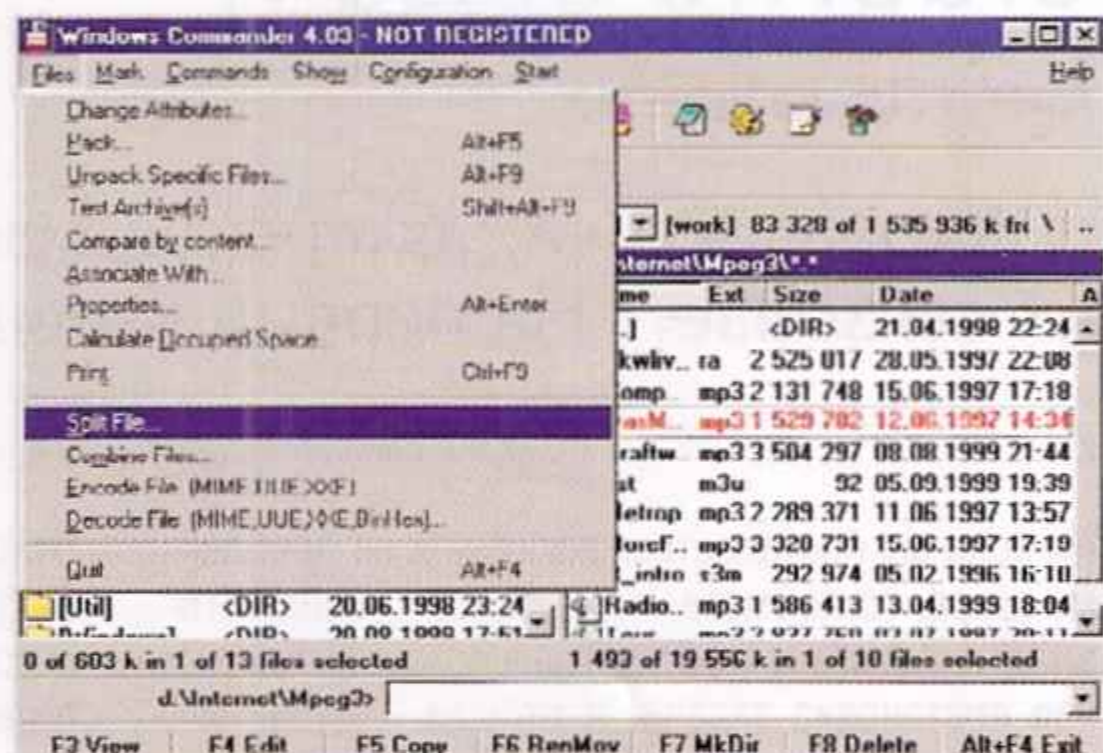 Windows Commander 4.03 - NOT REGISTERED
Files Mark Commands Show Configuration Start Help
Change Attributes...
Pack... Alt+F5
Unpack Specific Files... Alt+F9
Test Archive(s) Shift+Alt+F9
Compare by content...
Associate With...
Properties... Alt+Enter
Calculate Occupied Space...
Print Ctrl+F9
Split File...
Combine Files...
Encode File (MIME,UUE,XXE)
Decode File (MIME,UUE,XXE,BinHex)...
Quit Alt+F4
[work] 83 328 of 1 535 936 k fre \ ..
\Mpeg3\*.*
me Ext Size Date A
..] <DIR> 21.04.1998 22:24
ra 2 525 017 28.05.1997 22:08
omp.. mp3 2 131 748 15.06.1997 17:18
mp3 1 529 782 12.06.1997 14:34
raftw.. mp3 3 504 297 08.08.1999 21:44
st m3u 92 05.09.1999 19:39
etrop mp3 2 289 371 11.06.1997 13:57
mp3 3 320 731 15.06.1997 17:19
_intro s3m 292 974 05.02.1996 16:10
[Util] <DIR> 20.06.1998 23:24
Radio.. mp3 1 586 413 13.04.1999 18:04
0 of 603 k in 1 of 13 files selected
1 493 of 19 556 k in 1 of 10 files selected
d:\Internet\Mpeg3>
F3 View F4 Edit F5 Copy F6 RenMov F7 MkDir F8 Delete Alt+F4 Exit